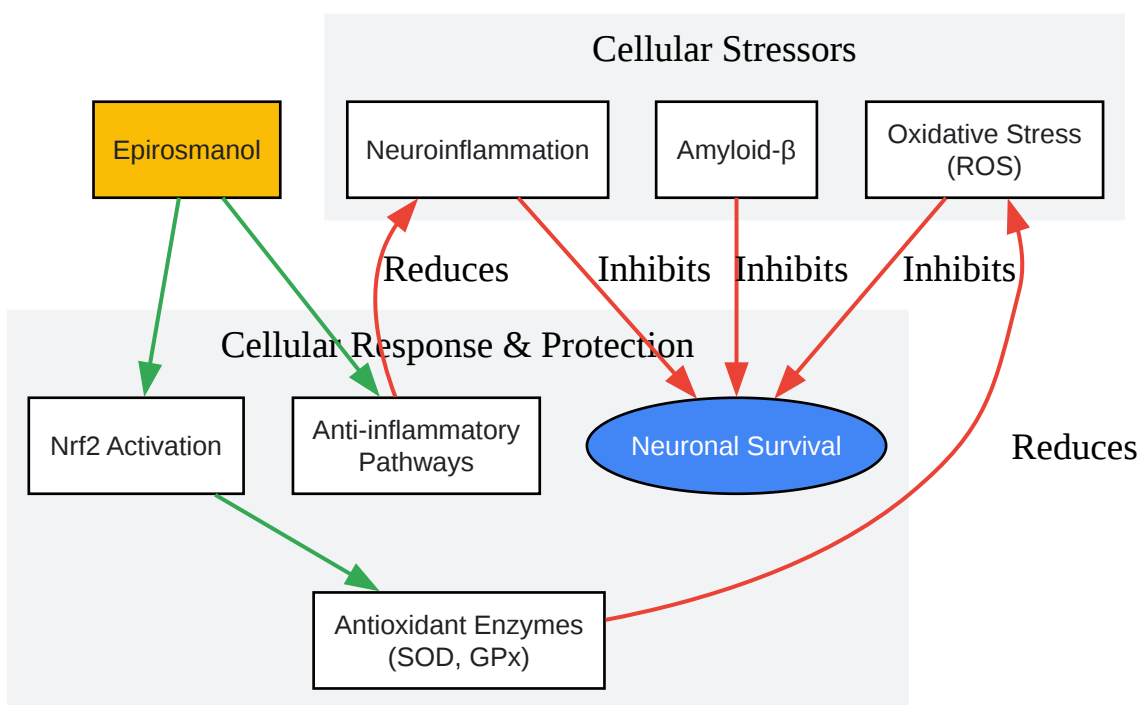 Cellular Stressors
Epirosmanol
Neuroinflammation
Amyloid-β
Oxidative Stress
(ROS)
Reduces
Inhibits
Inhibits
Inhibits
Cellular Response & Protection
Nrf2 Activation
Anti-inflammatory
Pathways
Neuronal Survival
Reduces
Antioxidant Enzymes
(SOD, GPx)